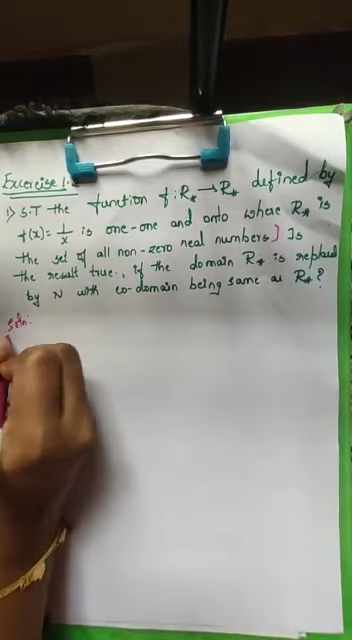 Excercise 1.
1) S.T the function f: R* → R* defined by
f(x) = 1/x is one-one and onto where R* is
the set of all non-zero real numbers) Is
the result true., if the domain R* is replaced
by N with co-domain being same as R*?
Soln: